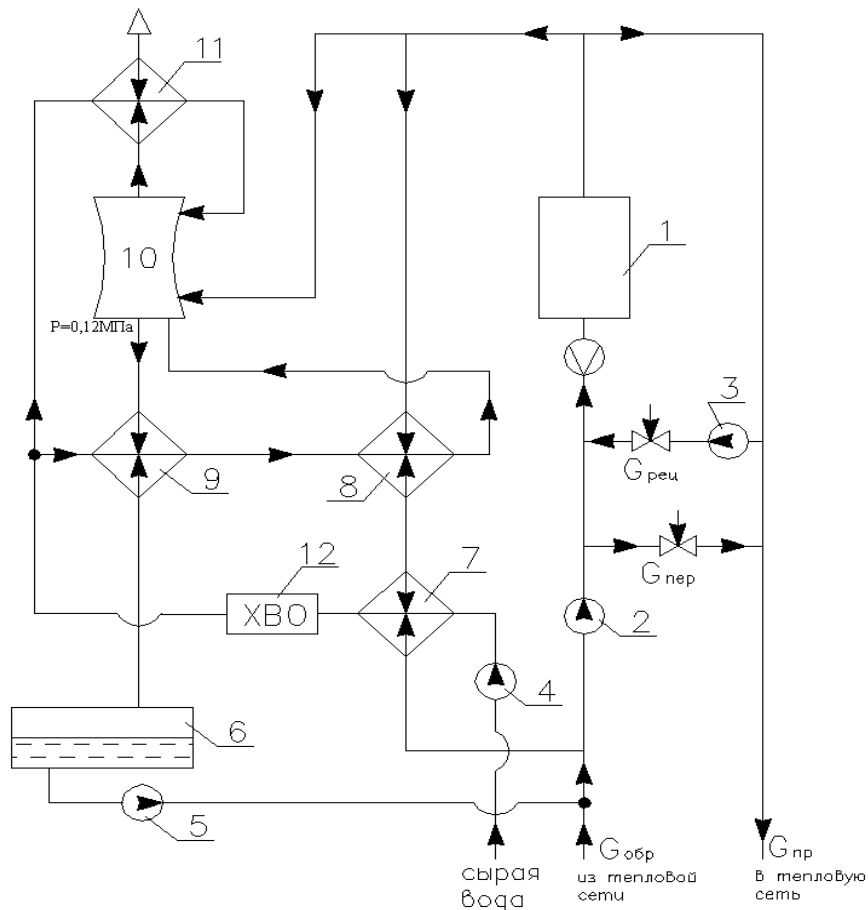 11
10
1
P=0,12МПа
3
Gрец
9
8
Gпер
12
7
ХВО
2
4
6
5
Gобр
Gпр
сырая
вода
из тепловой
сети
в тепловую
сеть